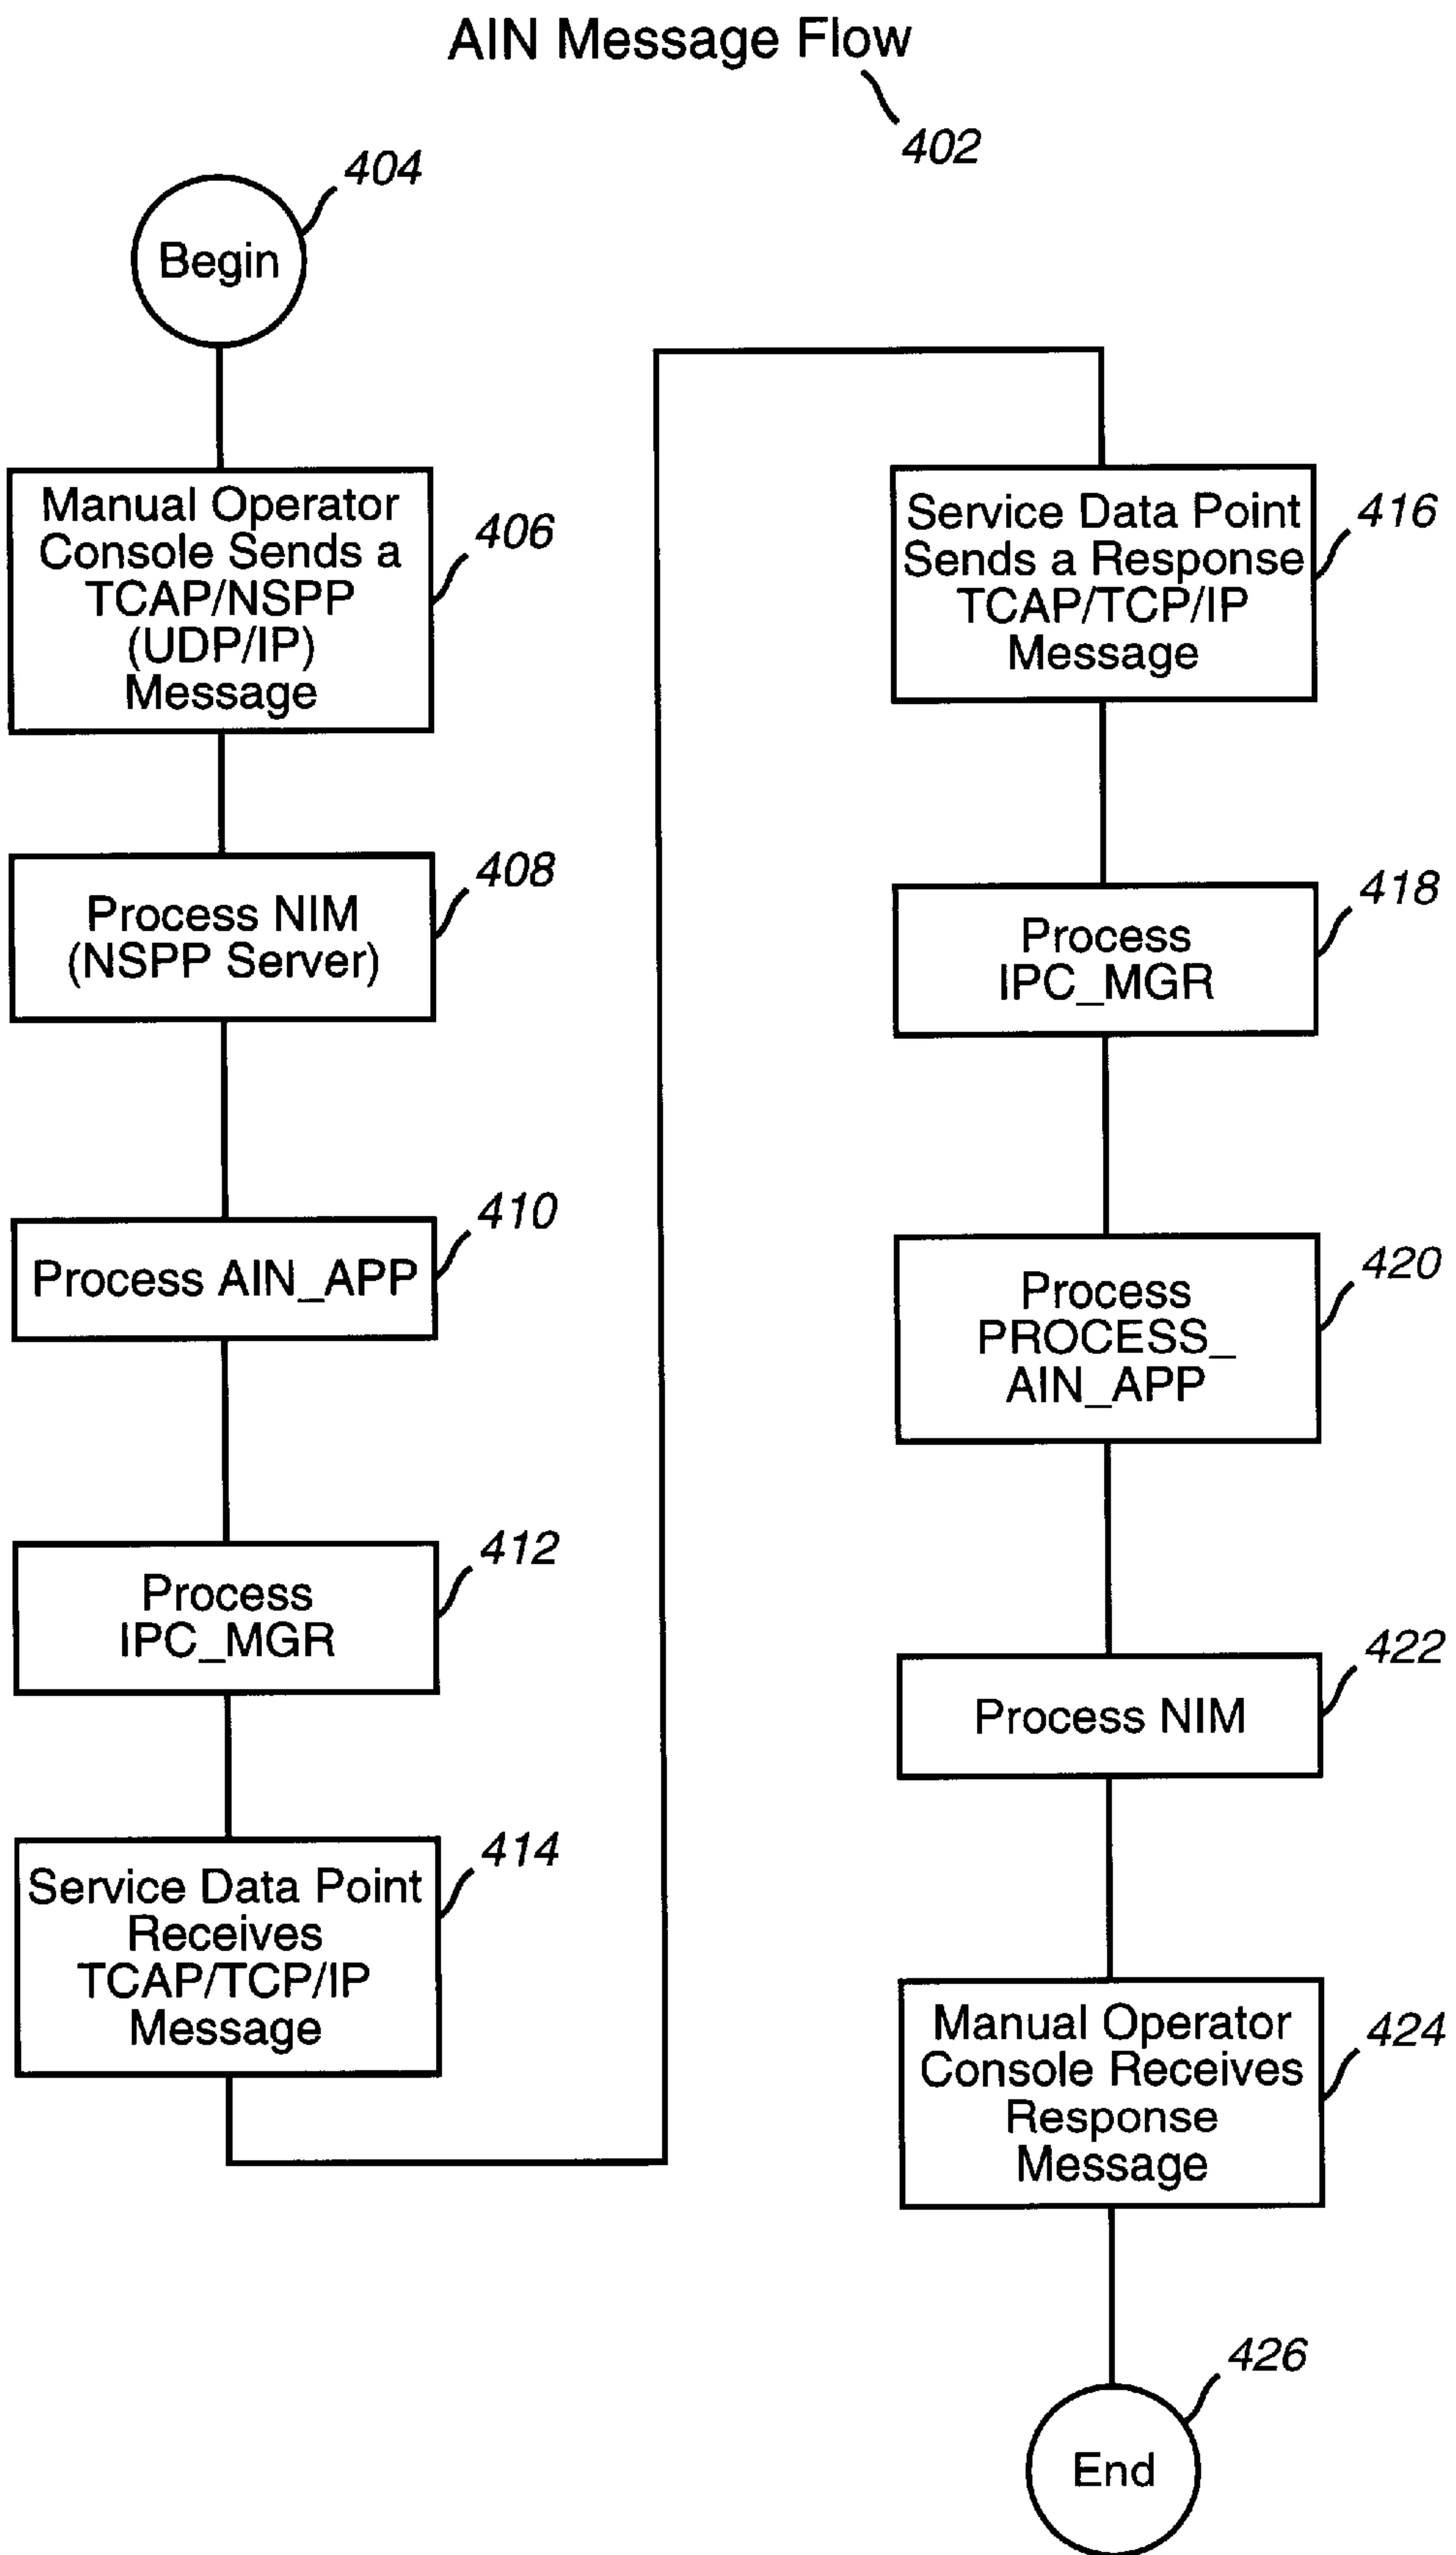 AIN Message Flow
402
404
Begin
Manual Operator
Console Sends a
TCAP/NSPP
(UDP/IP)
Message
406
Process NIM
(NSPP Server)
408
Process AIN_APP
410
Process
IPC_MGR
412
Service Data Point
Receives
TCAP/TCP/IP
Message
414
Service Data Point
Sends a Response
TCAP/TCP/IP
Message
416
Process
IPC_MGR
418
Process
PROCESS_
AIN_APP
420
Process NIM
422
Manual Operator
Console Receives
Response
Message
424
426
End